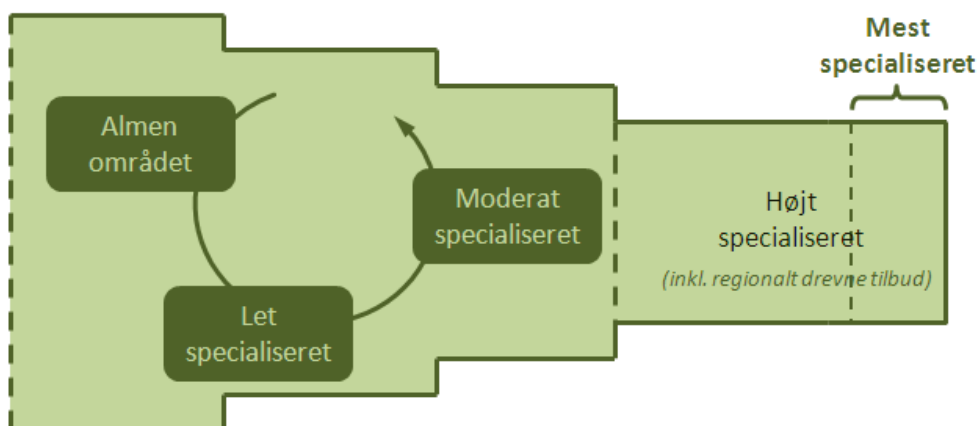 Mest
specialiseret
Almen
området
Moderat
specialiseret
Højt
specialiseret
(inkl. regionalt drevne tilbud)
Let
specialiseret